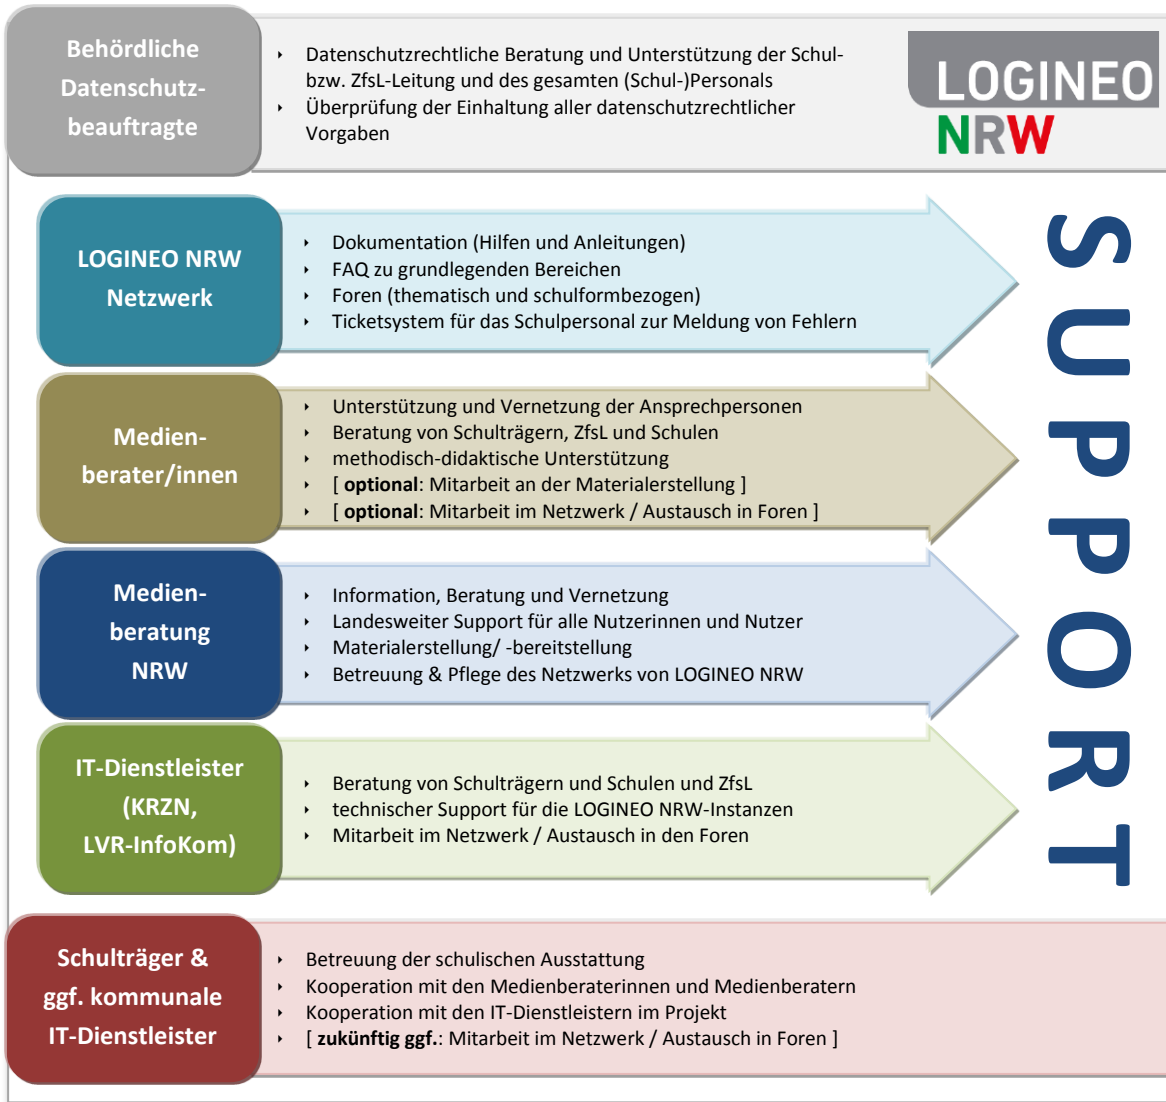 Behördliche
Datenschutz-
beauftragte
‣ Datenschutzrechtliche Beratung und Unterstützung der Schul-
bzw. ZfsL-Leitung und des gesamten (Schul-)Personals
‣ Überprüfung der Einhaltung aller datenschutzrechtlicher
Vorgaben
LOGINEO
NRW
LOGINEO NRW
Netzwerk
‣ Dokumentation (Hilfen und Anleitungen)
‣ FAQ zu grundlegenden Bereichen
‣ Foren (thematisch und schulformbezogen)
‣ Ticketsystem für das Schulpersonal zur Meldung von Fehlern
Medien-
berater/innen
‣ Unterstützung und Vernetzung der Ansprechpersonen
‣ Beratung von Schulträgern, ZfsL und Schulen
‣ methodisch-didaktische Unterstützung
‣ [ optional: Mitarbeit an der Materialerstellung ]
‣ [ optional: Mitarbeit im Netzwerk / Austausch in Foren ]
Medien-
beratung
NRW
‣ Information, Beratung und Vernetzung
‣ Landesweiter Support für alle Nutzerinnen und Nutzer
‣ Materialerstellung/ -bereitstellung
‣ Betreuung & Pflege des Netzwerks von LOGINEO NRW
IT-Dienstleister
(KRZN,
LVR-InfoKom)
‣ Beratung von Schulträgern und Schulen und ZfsL
‣ technischer Support für die LOGINEO NRW-Instanzen
‣ Mitarbeit im Netzwerk / Austausch in den Foren
SUPPORT
Schulträger &
ggf. kommunale
IT-Dienstleister
‣ Betreuung der schulischen Ausstattung
‣ Kooperation mit den Medienberaterinnen und Medienberatern
‣ Kooperation mit den IT-Dienstleistern im Projekt
‣ [ zukünftig ggf.: Mitarbeit im Netzwerk / Austausch in Foren ]